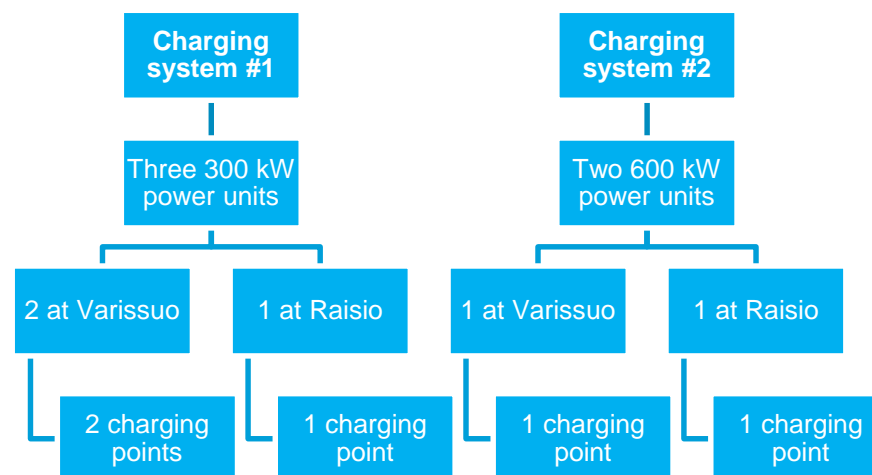 Charging
system #1
Charging
system #2
Three 300 kW
power units
Two 600 kW
power units
2 at Varissuo
1 at Raisio
1 at Varissuo
1 at Raisio
2 charging
points
1 charging
point
1 charging
point
1 charging
point